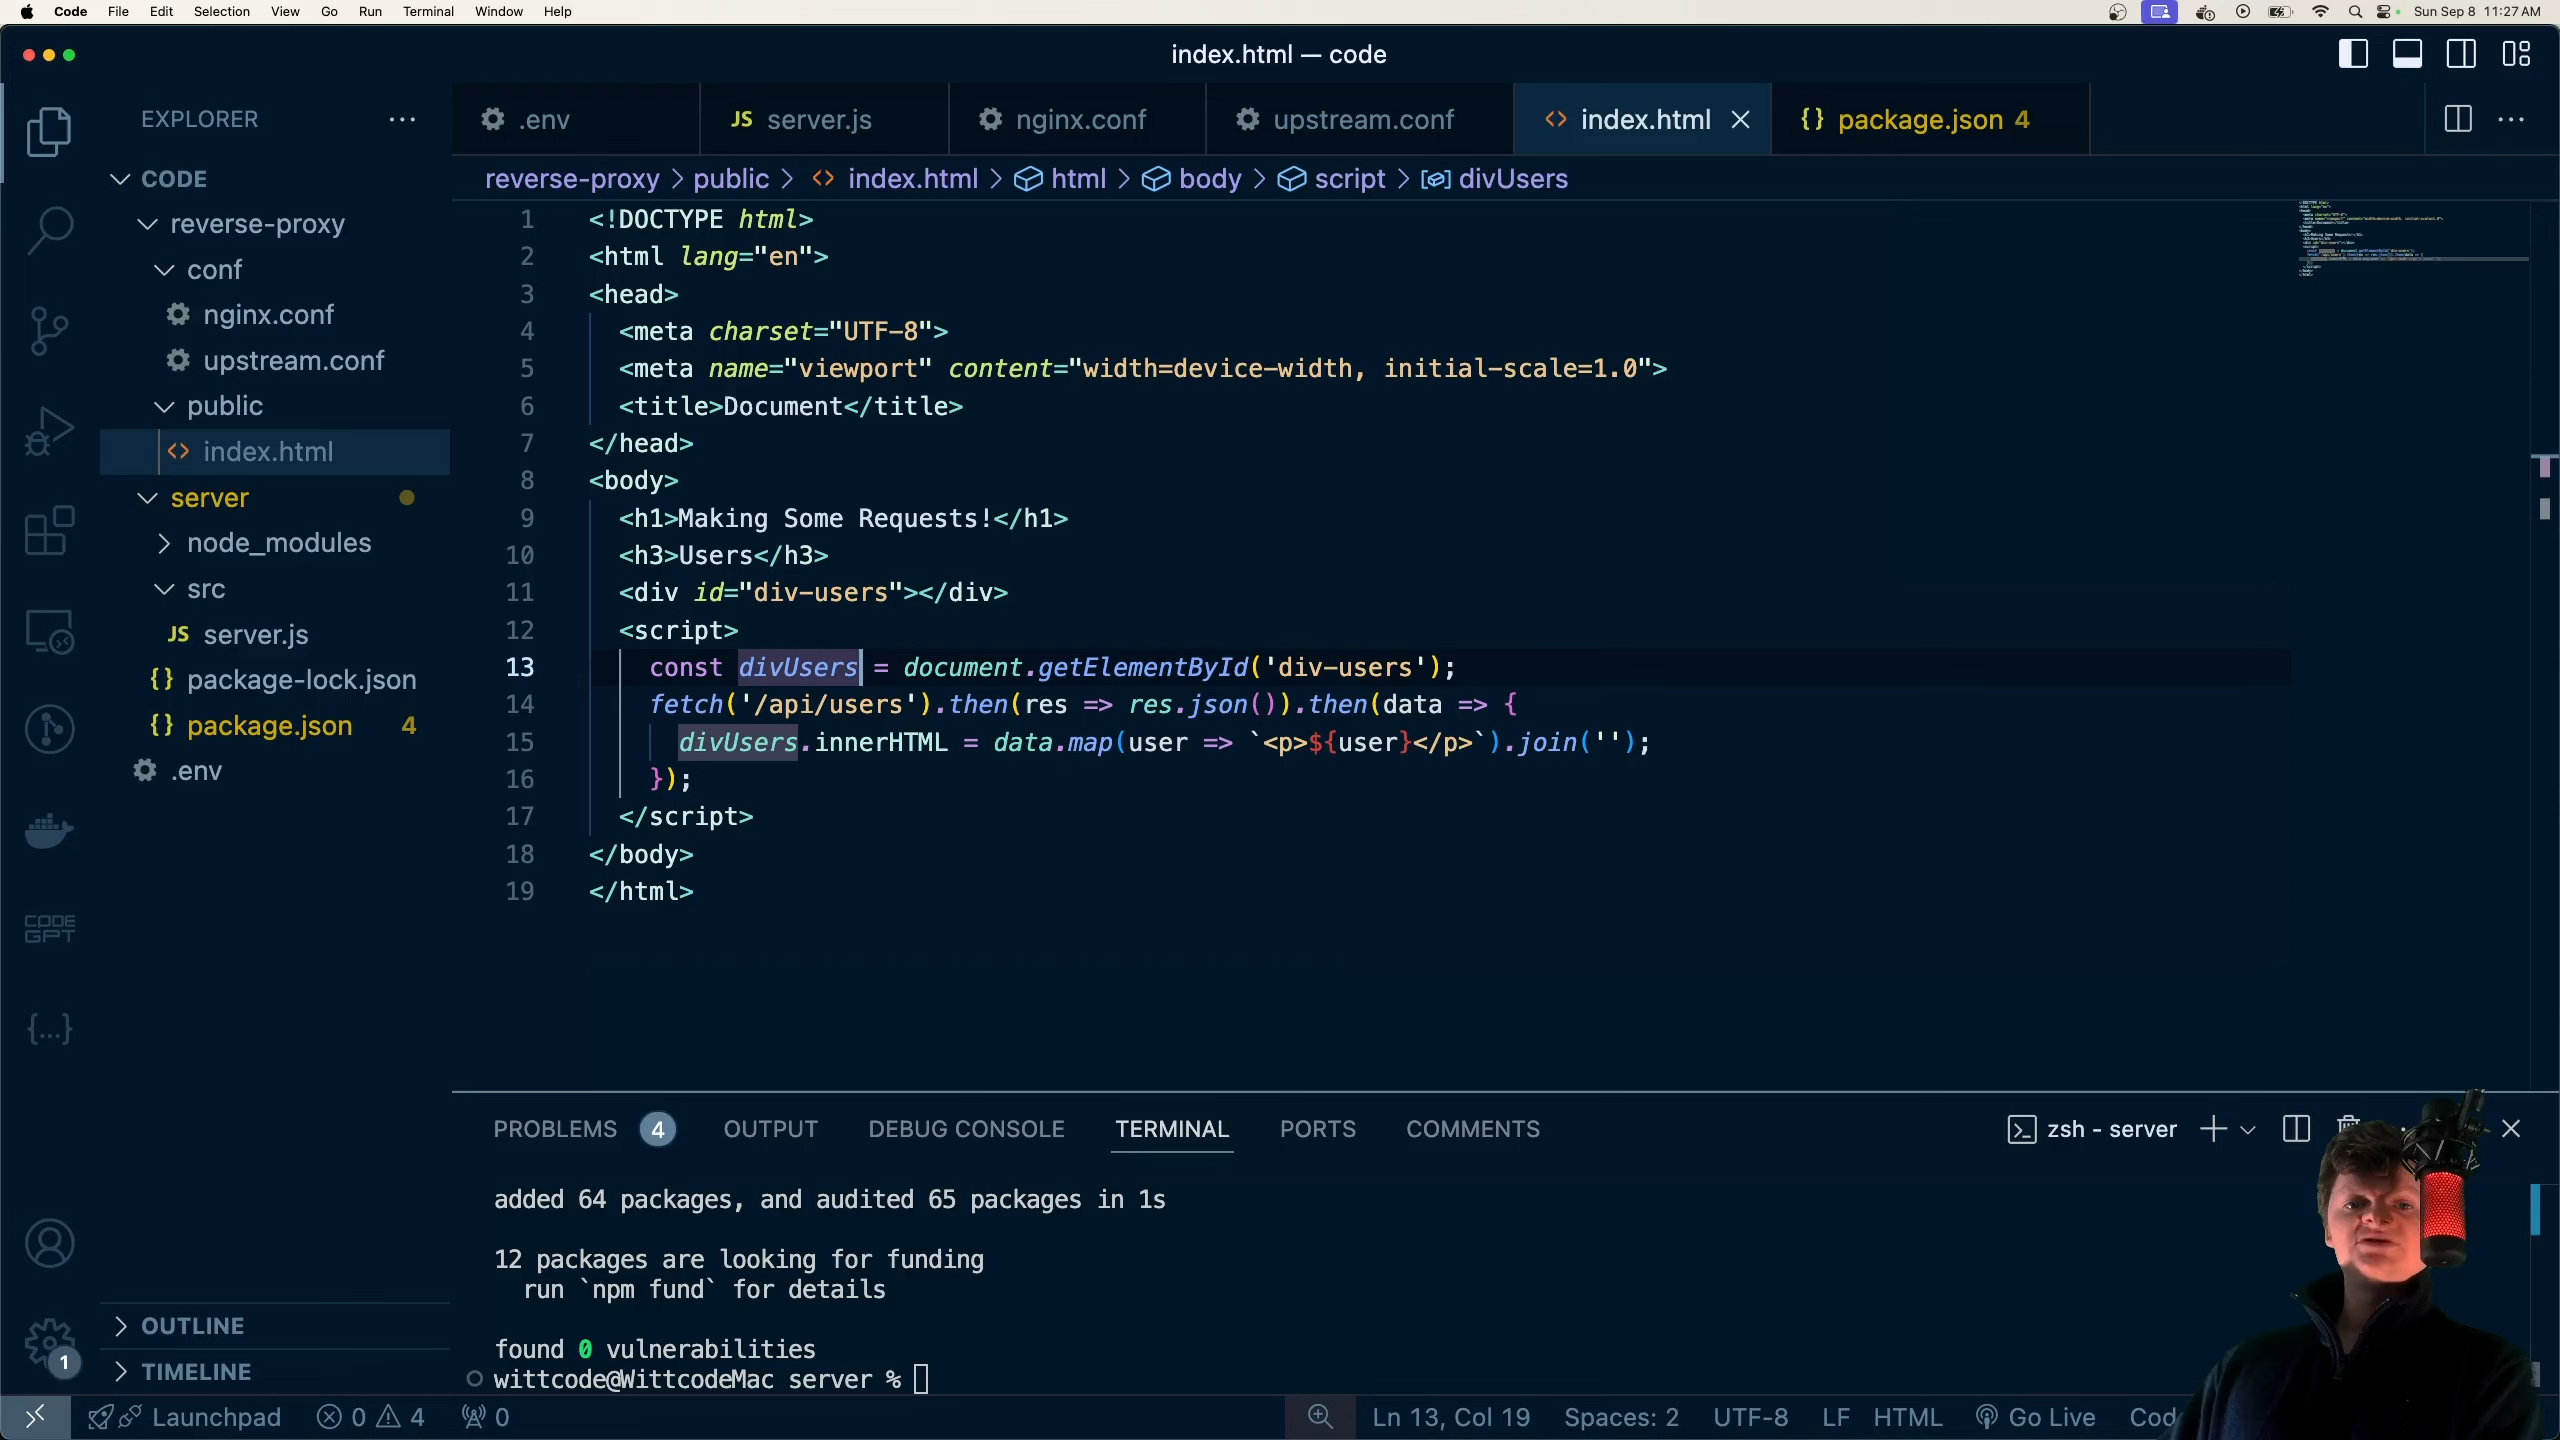 Code File Edit Selection View Go Run Terminal Window Help
Sun Sep 8 11:27 AM
index.html — code
EXPLORER
CODE
reverse-proxy
conf
nginx.conf
upstream.conf
public
<> index.html
server
node_modules
src
JS server.js
{} package-lock.json
{} package.json 4
.env
OUTLINE
TIMELINE
CODE
GPT
{...}
1
.env JS server.js nginx.conf upstream.conf <> index.html {} package.json 4
reverse-proxy > public > <> index.html > html > body > script > divUsers
1 <!DOCTYPE html>
2 <html lang="en">
3 <head>
4 <meta charset="UTF-8">
5 <meta name="viewport" content="width=device-width, initial-scale=1.0">
6 <title>Document</title>
7 </head>
8 <body>
9 <h1>Making Some Requests!</h1>
10 <h3>Users</h3>
11 <div id="div-users"></div>
12 <script>
13 const divUsers = document.getElementById('div-users');
14 fetch('/api/users').then(res => res.json()).then(data => {
15 divUsers.innerHTML = data.map(user => `<p>${user}</p>`).join('');
16 });
17 </script>
18 </body>
19 </html>
PROBLEMS 4 OUTPUT DEBUG CONSOLE TERMINAL PORTS COMMENTS
zsh - server
added 64 packages, and audited 65 packages in 1s
12 packages are looking for funding
run `npm fund` for details
found 0 vulnerabilities
wittcode@WittcodeMac server %
Launchpad 0 4 0
Ln 13, Col 19 Spaces: 2 UTF-8 LF HTML Go Live